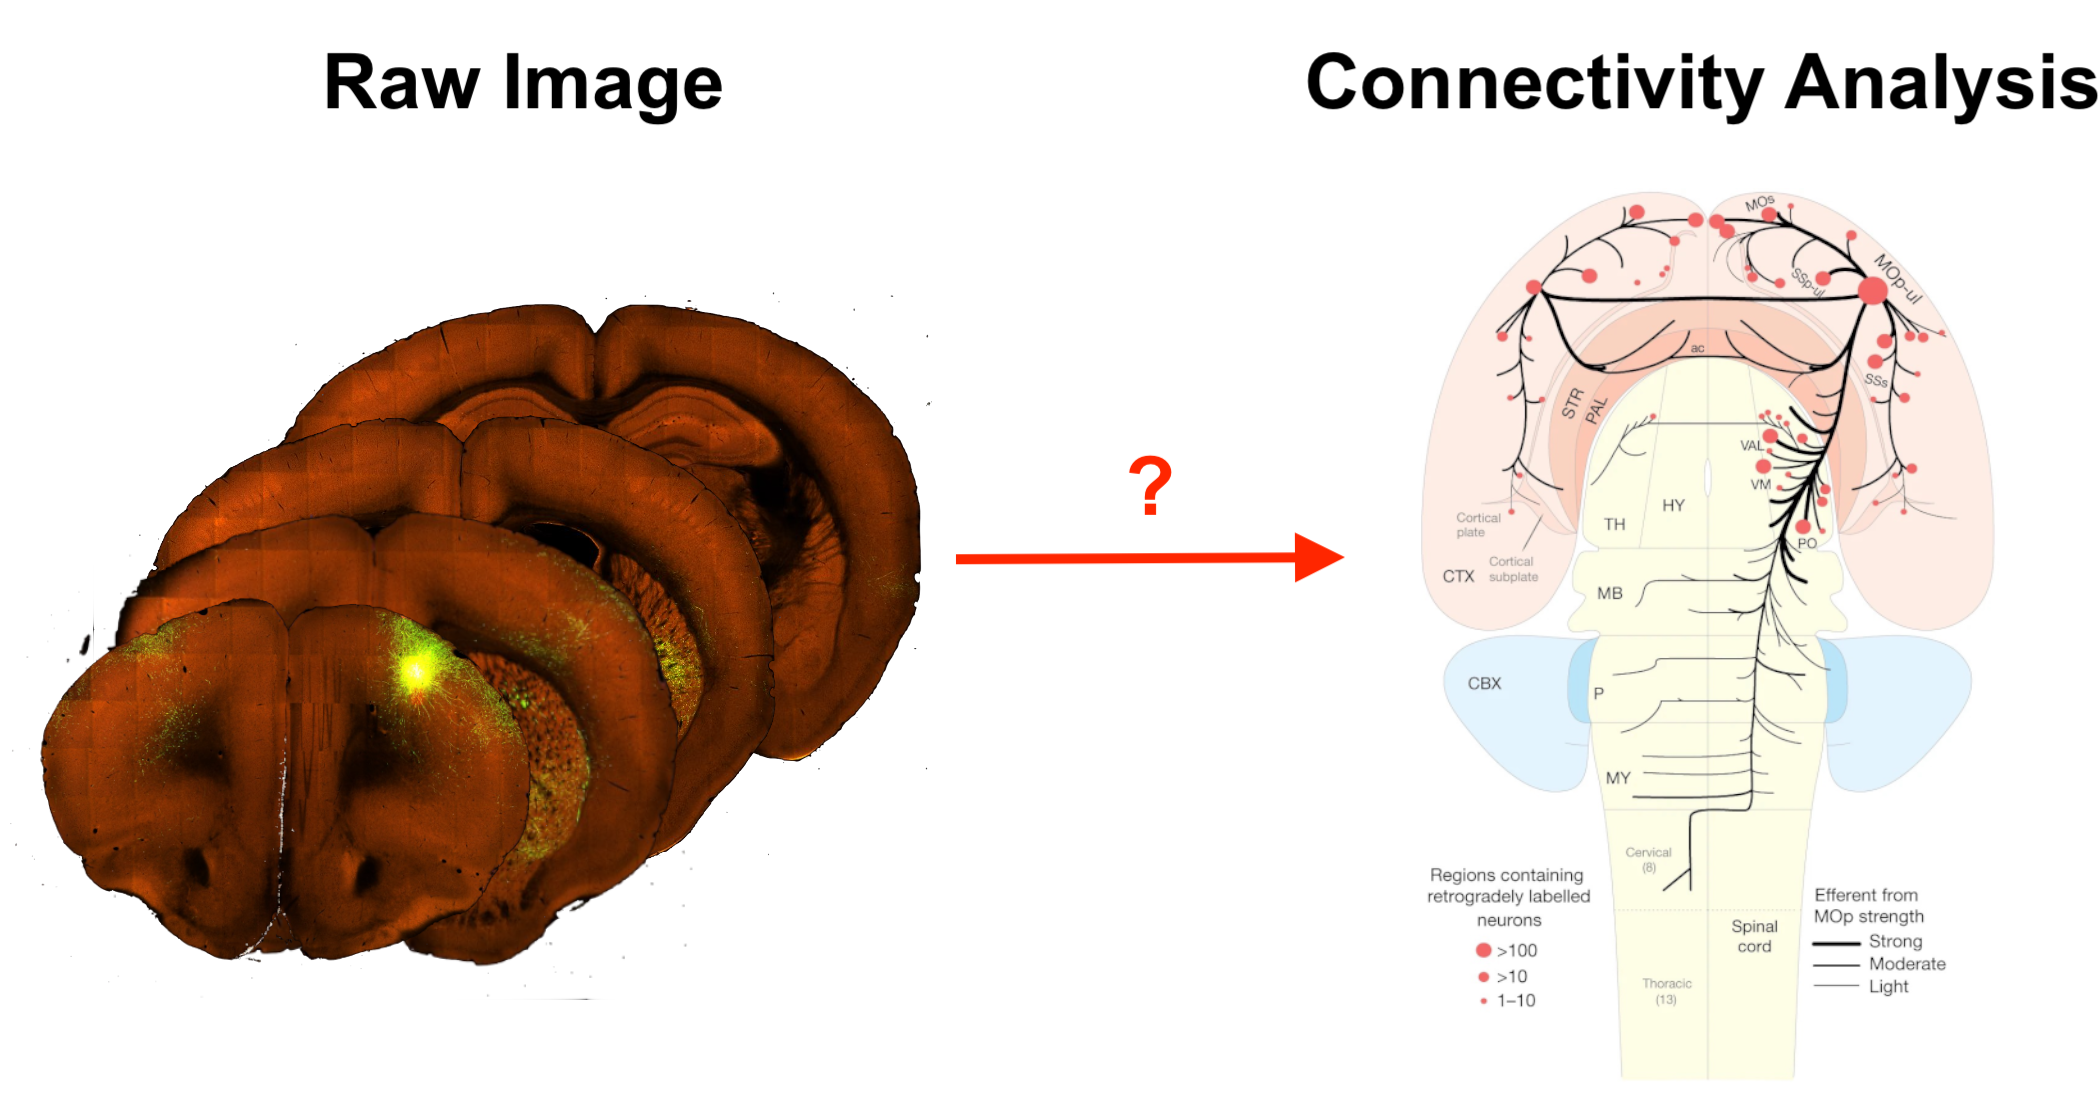 Raw Image
Connectivity Analysis
?
MOs
MOp-ul
SSp-ul
ac
SSs
STR
PAL
VAL
VM
HY
TH
PO
Cortical
plate
Cortical
subplate
CTX
MB
CBX
P
MY
Cervical
(8)
Spinal
cord
Thoracic
(13)
Regions containing
retrogradely labelled
neurons
>100
>10
1–10
Efferent from
MOp strength
Strong
Moderate
Light